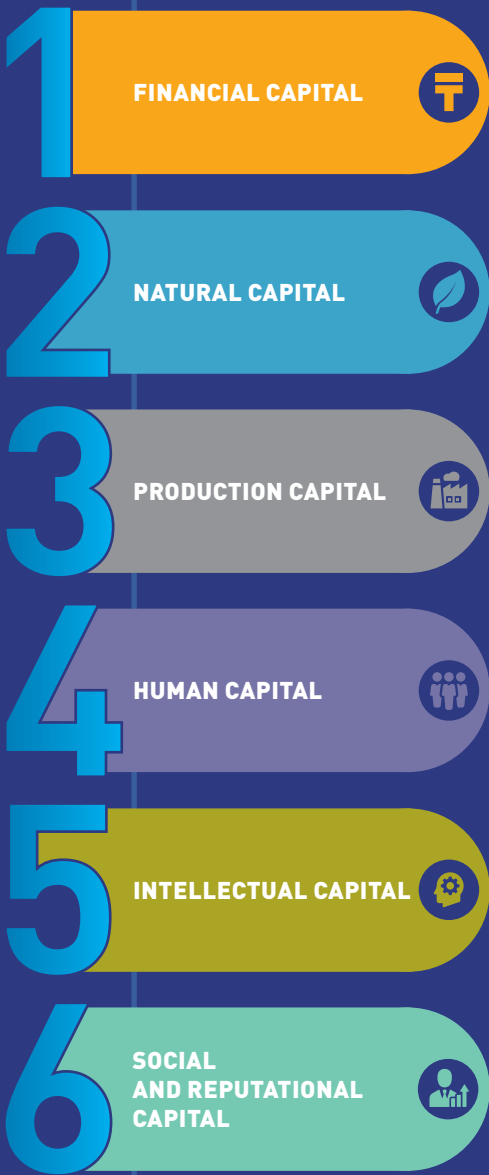 1
FINANCIAL CAPITAL
₸
2
NATURAL CAPITAL
3
PRODUCTION CAPITAL
4
HUMAN CAPITAL
5
INTELLECTUAL CAPITAL
6
SOCIAL
AND REPUTATIONAL
CAPITAL